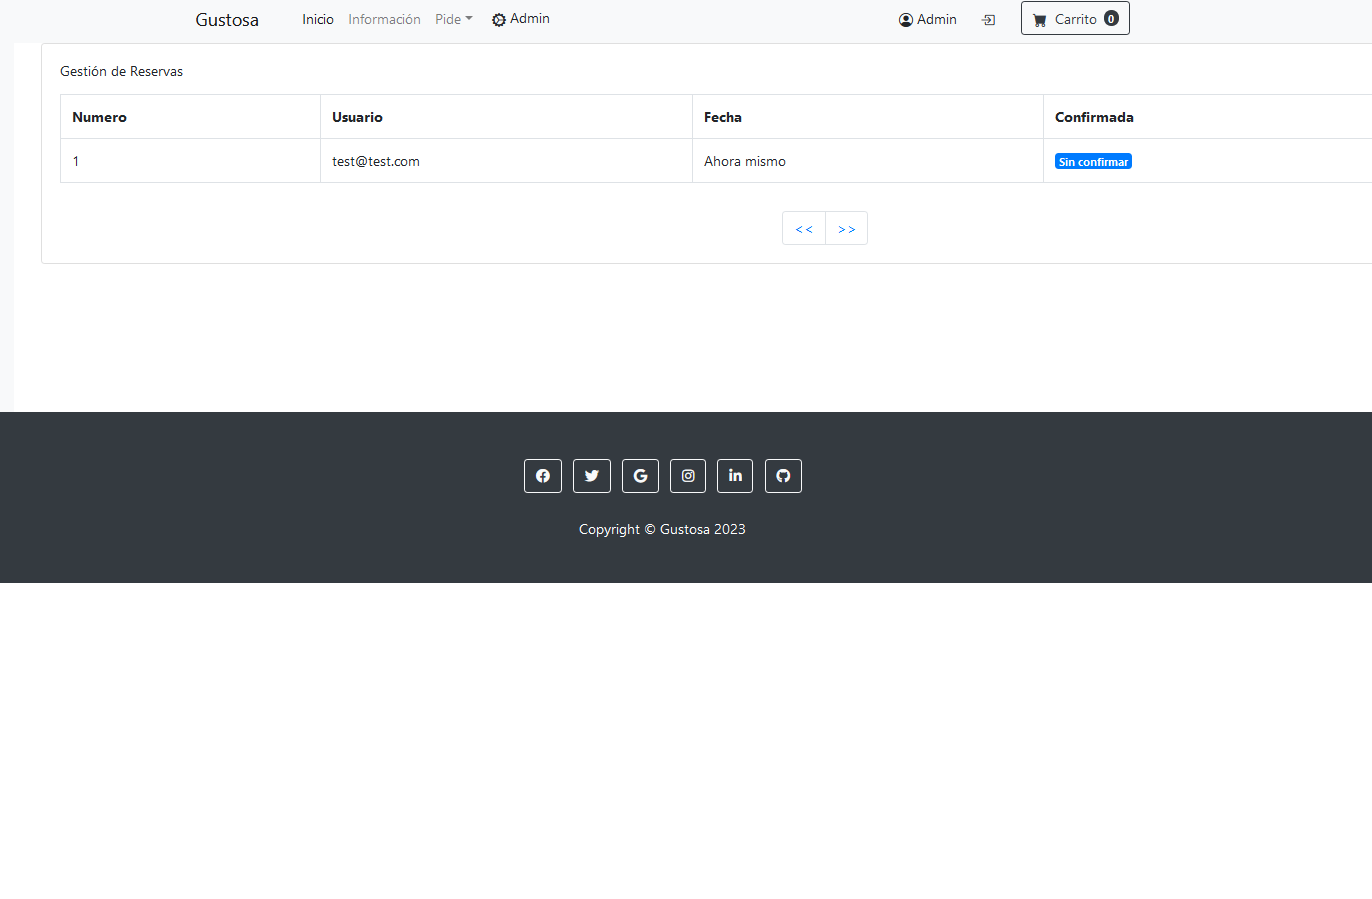 Gustosa Inicio Información Pide Admin Admin Carrito 0
Gestión de Reservas
Numero Usuario Fecha Confirmada
1 test@test.com Ahora mismo Sin confirmar
<< >>
Copyright © Gustosa 2023